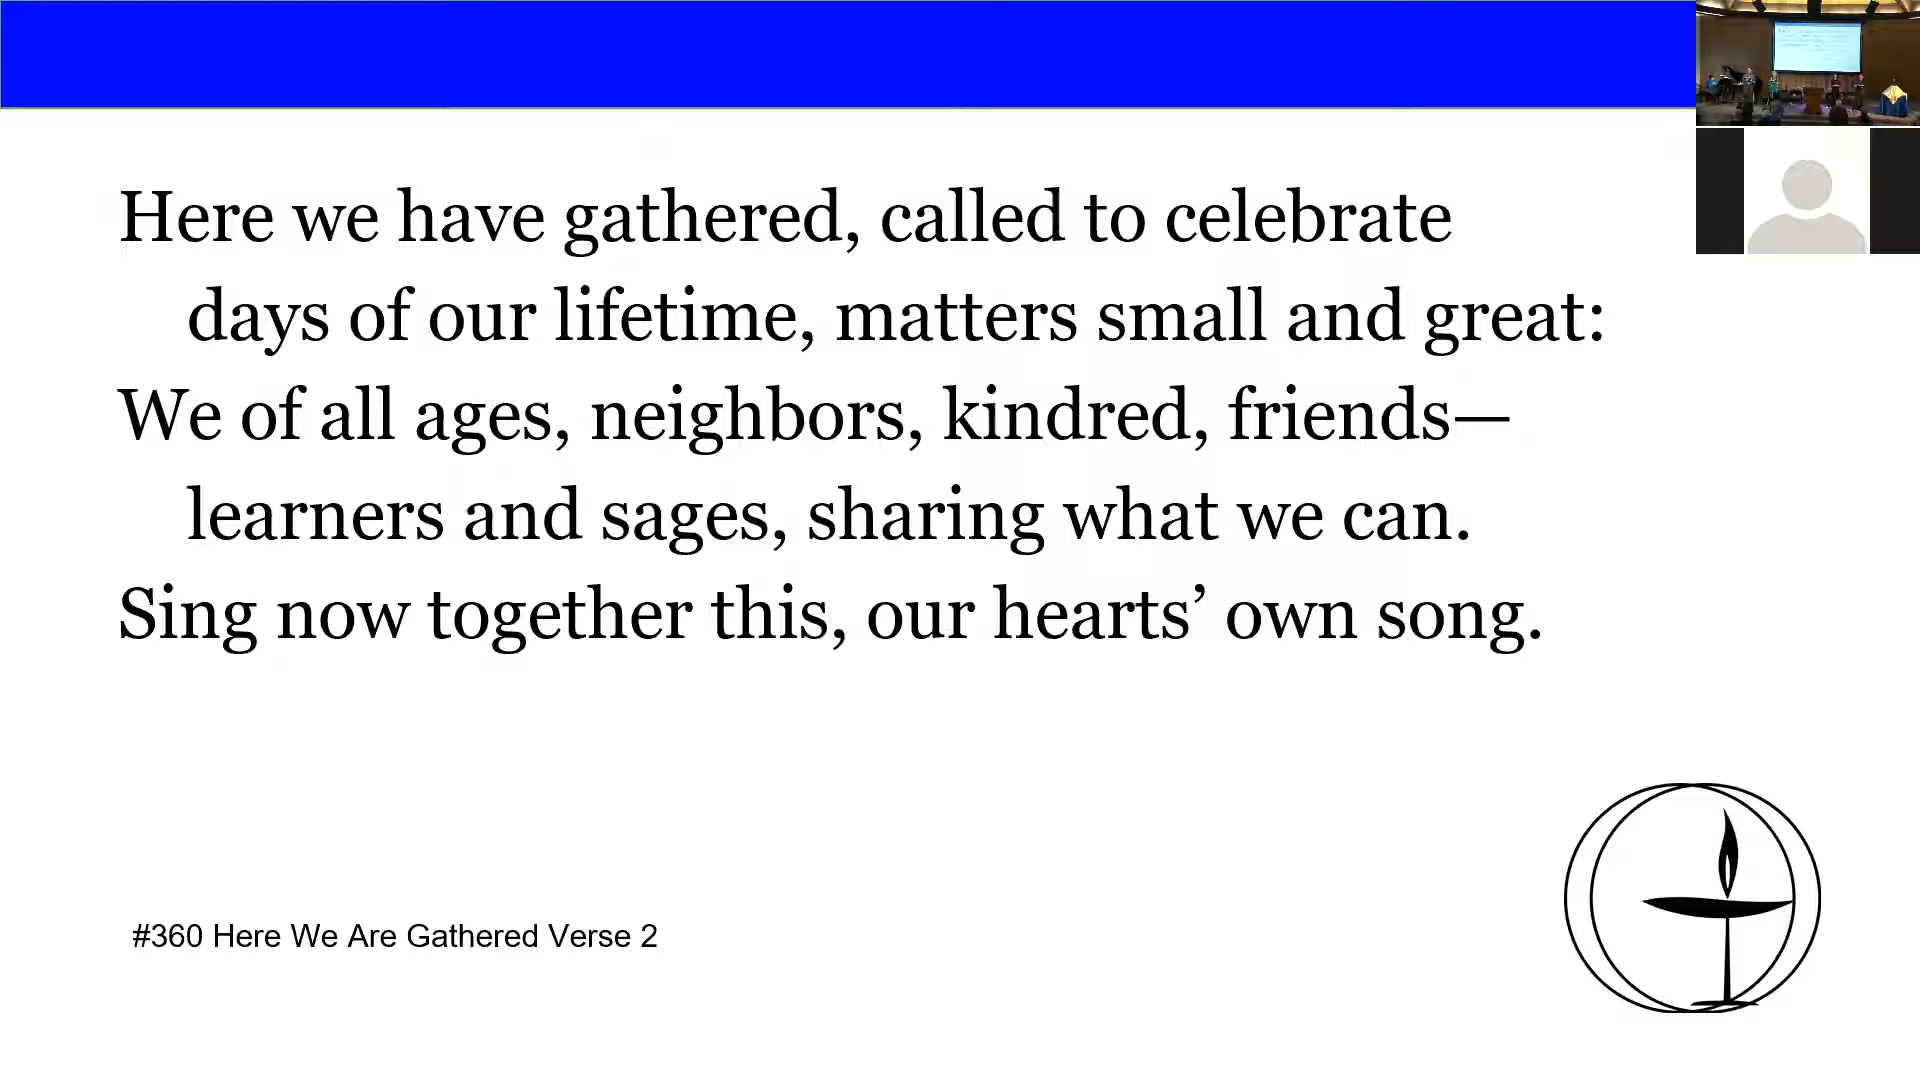 Here we have gathered, called to celebrate
days of our lifetime, matters small and great:
We of all ages, neighbors, kindred, friends—
learners and sages, sharing what we can.
Sing now together this, our hearts’ own song.
#360 Here We Are Gathered Verse 2